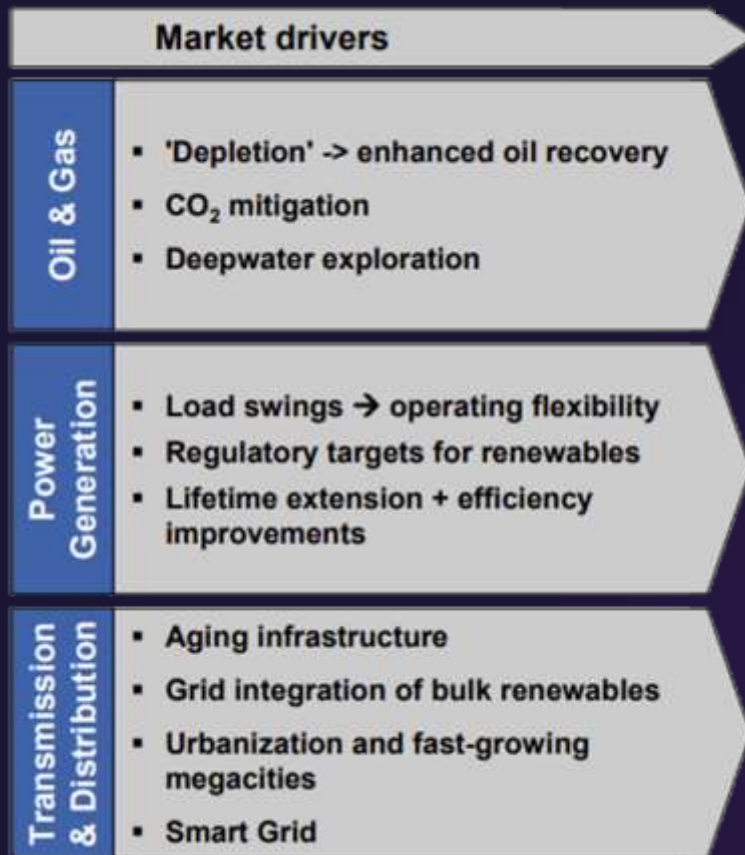 Market drivers
Oil & Gas
▪ 'Depletion' -> enhanced oil recovery
▪ CO₂ mitigation
▪ Deepwater exploration
Power
Generation
▪ Load swings → operating flexibility
▪ Regulatory targets for renewables
▪ Lifetime extension + efficiency
improvements
Transmission
& Distribution
▪ Aging infrastructure
▪ Grid integration of bulk renewables
▪ Urbanization and fast-growing
megacities
▪ Smart Grid